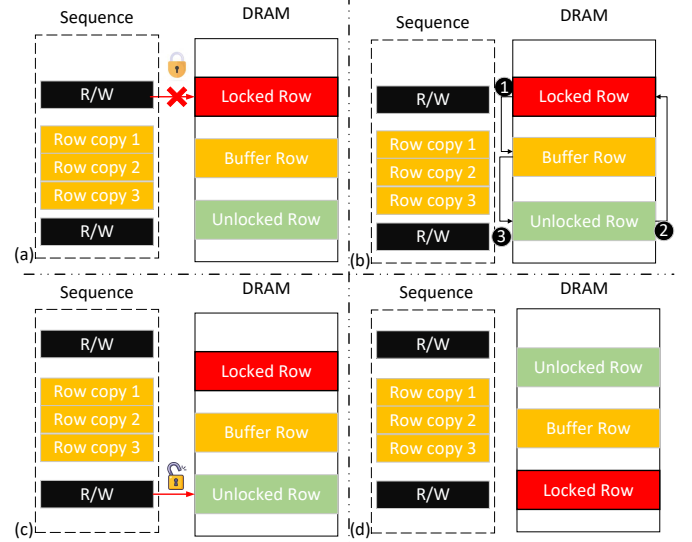 Sequence
DRAM
R/W
Locked Row
Row copy 1
Row copy 2
Row copy 3
Buffer Row
R/W
Unlocked Row
(a)
Sequence
DRAM
R/W
1
Locked Row
Row copy 1
Row copy 2
Row copy 3
Buffer Row
R/W
3
Unlocked Row
2
(b)
Sequence
DRAM
R/W
Locked Row
Row copy 1
Row copy 2
Row copy 3
Buffer Row
R/W
Unlocked Row
(c)
Sequence
DRAM
R/W
Unlocked Row
Row copy 1
Row copy 2
Row copy 3
Buffer Row
R/W
Locked Row
(d)